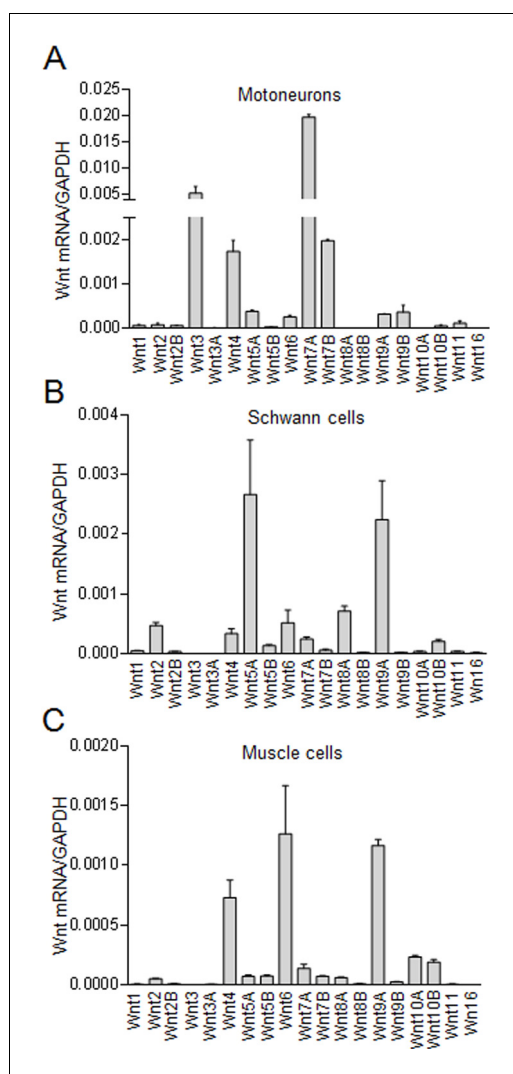 A
Motoneurons
Wnt mRNA/GAPDH
0.025
0.020
0.015
0.010
0.005
0.002
0.001
0.000
Wnt1
Wnt2
Wnt2B
Wnt3
Wnt3A
Wnt4
Wnt5A
Wnt5B
Wnt6
Wnt7A
Wnt7B
Wnt8A
Wnt8B
Wnt9A
Wnt9B
Wnt10A
Wnt10B
Wnt11
Wnt16
B
Schwann cells
Wnt mRNA/GAPDH
0.004
0.003
0.002
0.001
0.000
Wnt1
Wnt2
Wnt2B
Wnt3
Wnt3A
Wnt4
Wnt5A
Wnt5B
Wnt6
Wnt7A
Wnt7B
Wnt8A
Wnt8B
Wnt9A
Wnt9B
Wnt10A
Wnt10B
Wnt11
Wn16
C
Muscle cells
Wnt mRNA/GAPDH
0.0020
0.0015
0.0010
0.0005
0.0000
Wnt1
Wnt2
Wnt2B
Wnt3
Wnt3A
Wnt4
Wnt5A
Wnt5B
Wnt6
Wnt7A
Wnt7B
Wnt8A
Wnt8B
Wnt9A
Wnt9B
Wnt10A
Wnt10B
Wnt11
Wn16